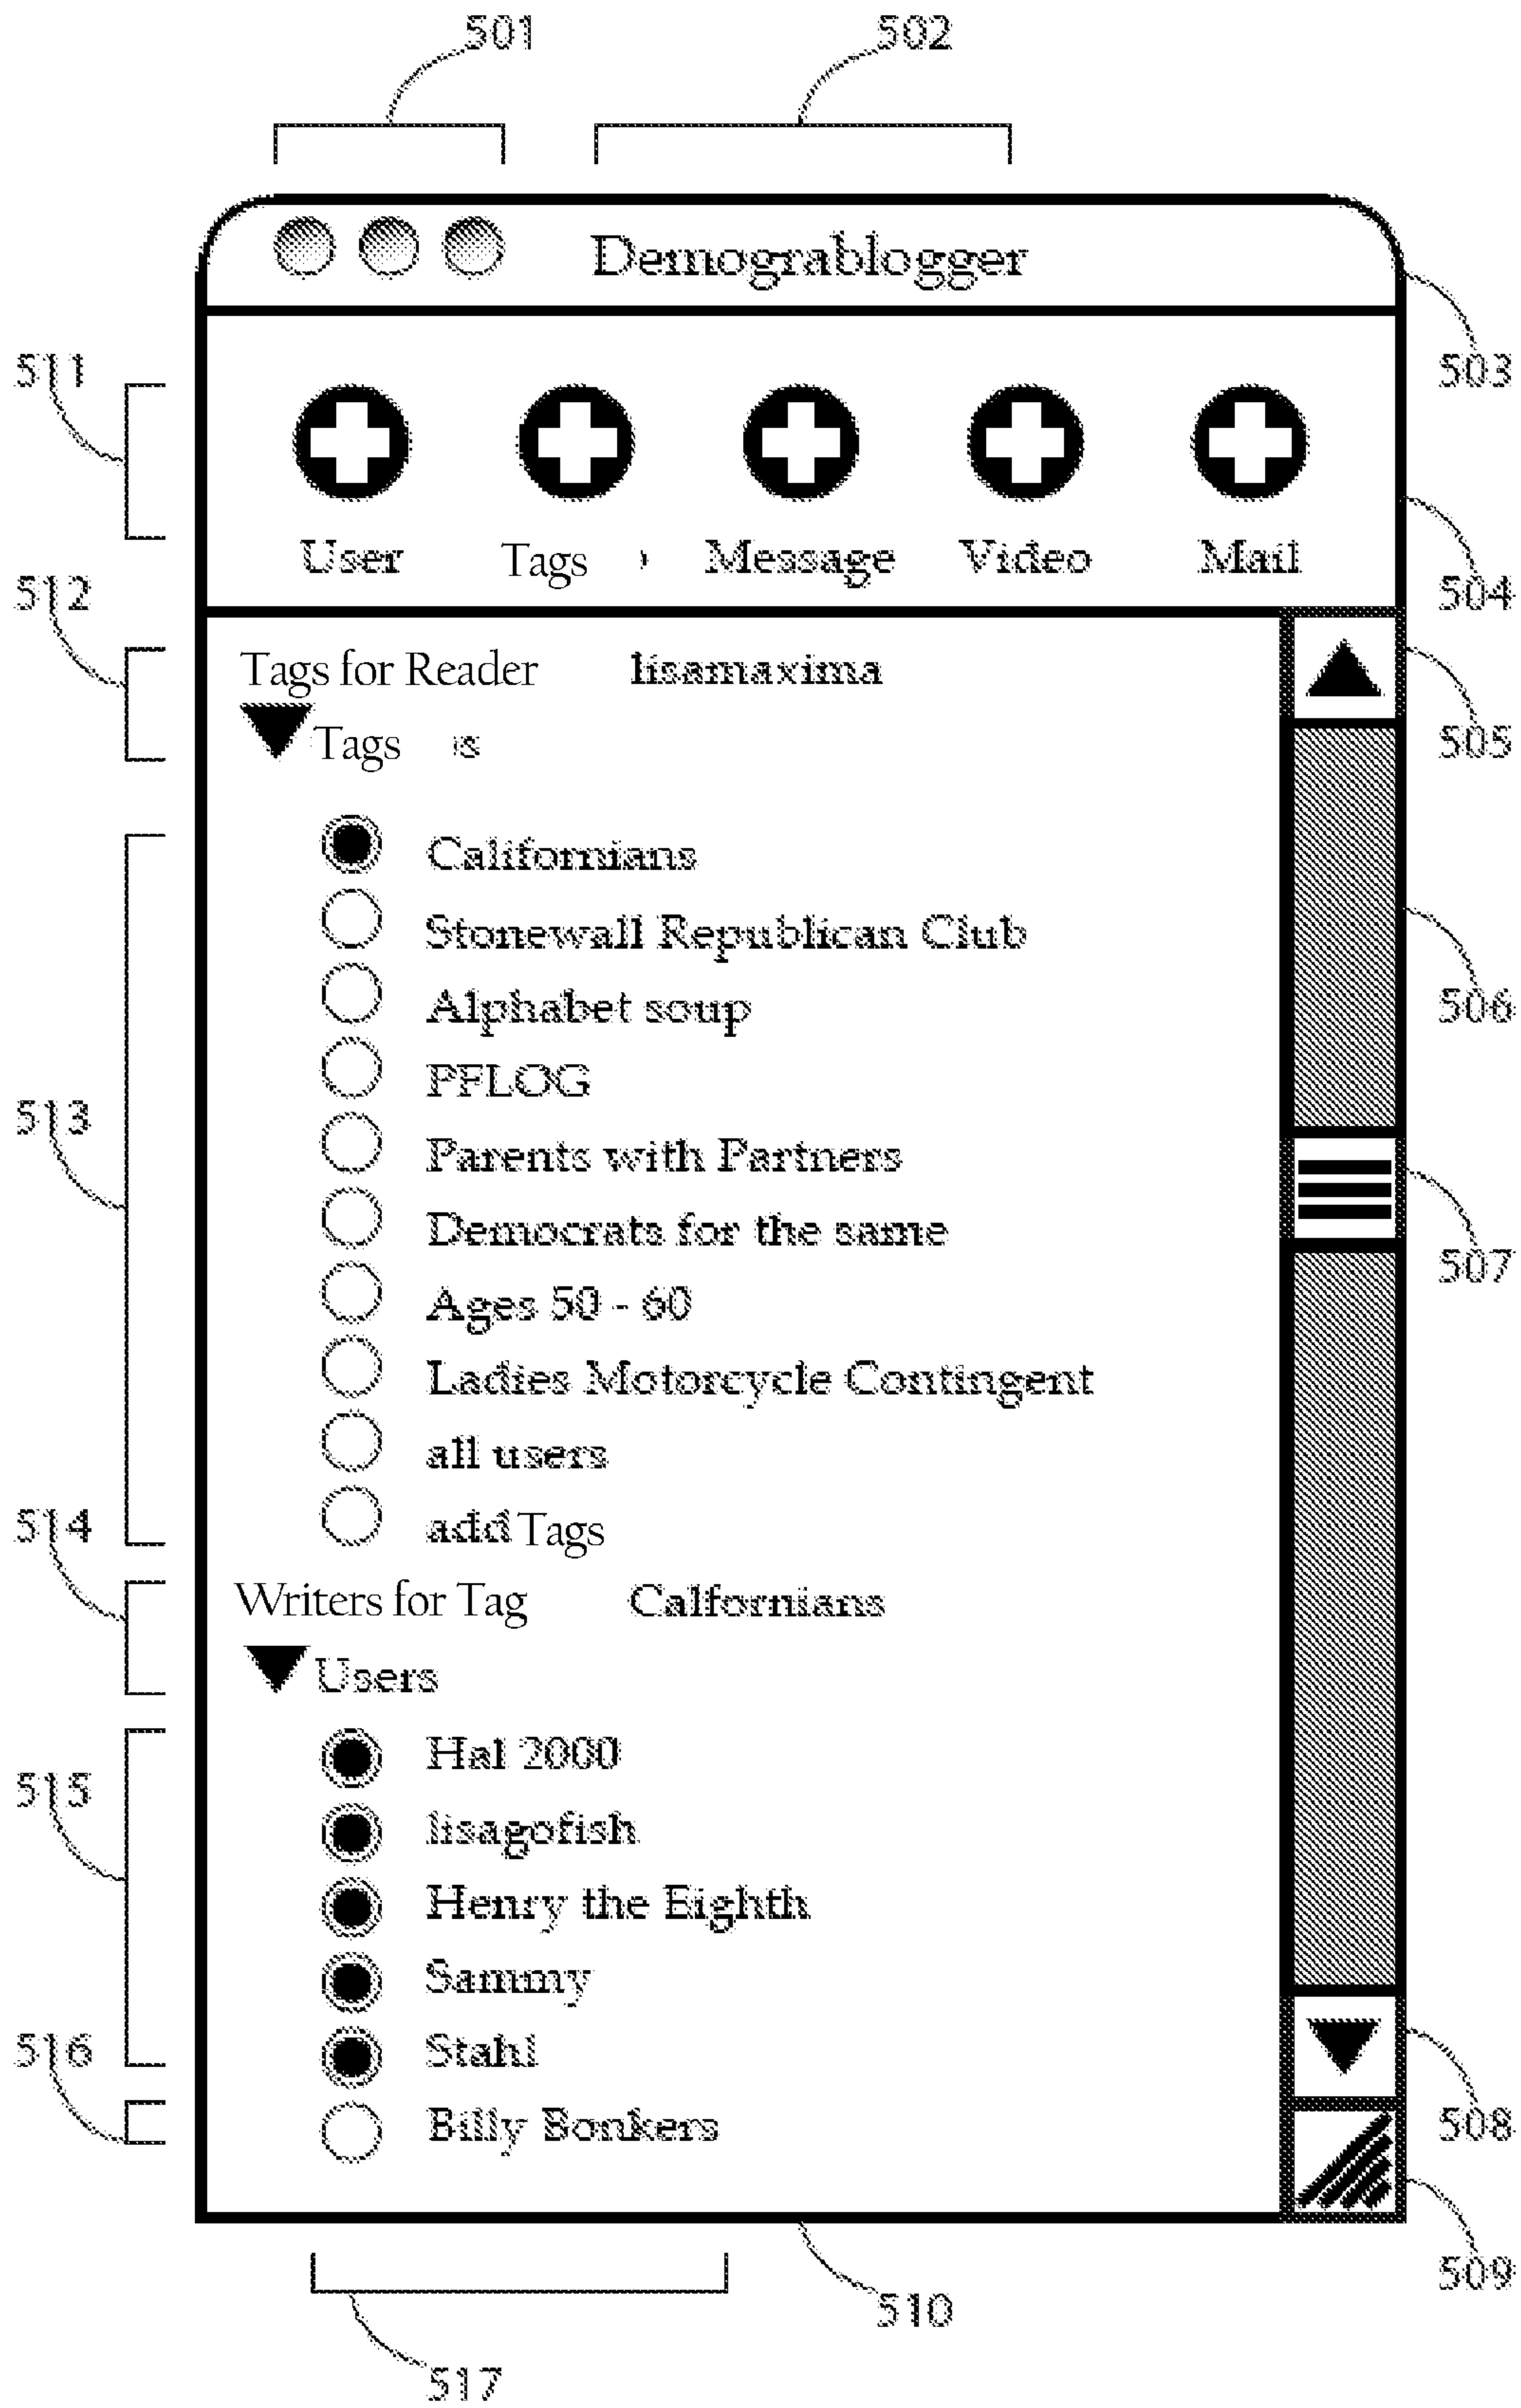 501 502
Demograblogger
503
511
User Tags Message Video Mail
504
512
Tags for Reader lisamaxima
Tags is
505
Californians
Stonewall Republican Club
506
Alphabet soup
PFLOG
513
Parents with Partners
Democrats for the same
507
Ages 50 - 60
Ladies Motorcycle Contingent
all users
514
add Tags
Writers for Tag Calfornians
Users
Hal 2000
515
lisagofish
Henry the Eighth
Sammy
516
Stahl
Billy Bonkers
508
509
510
517